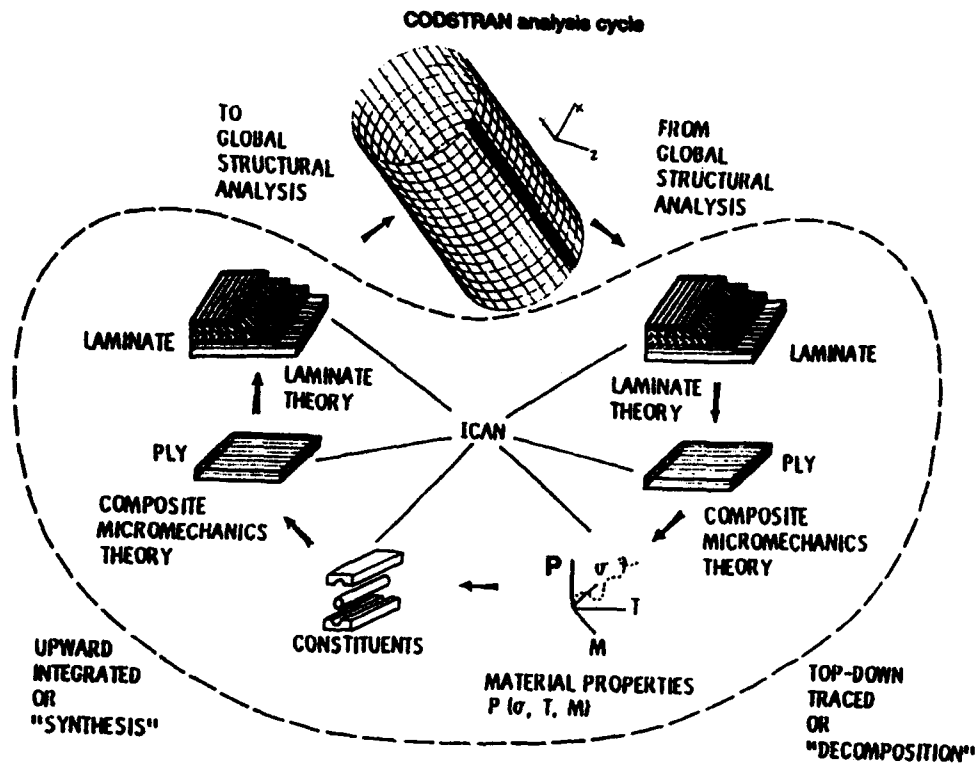 CODSTRAN analysis cycle
TO
GLOBAL
STRUCTURAL
ANALYSIS
x
z
FROM
GLOBAL
STRUCTURAL
ANALYSIS
LAMINATE
LAMINATE
THEORY
LAMINATE
LAMINATE
THEORY
ICAN
PLY
PLY
COMPOSITE
MICROMECHANICS
THEORY
COMPOSITE
MICROMECHANICS
THEORY
P
σ
T
M
CONSTITUENTS
MATERIAL PROPERTIES
P (σ, T, M)
UPWARD
INTEGRATED
OR
"SYNTHESIS"
TOP-DOWN
TRACED
OR
"DECOMPOSITION"